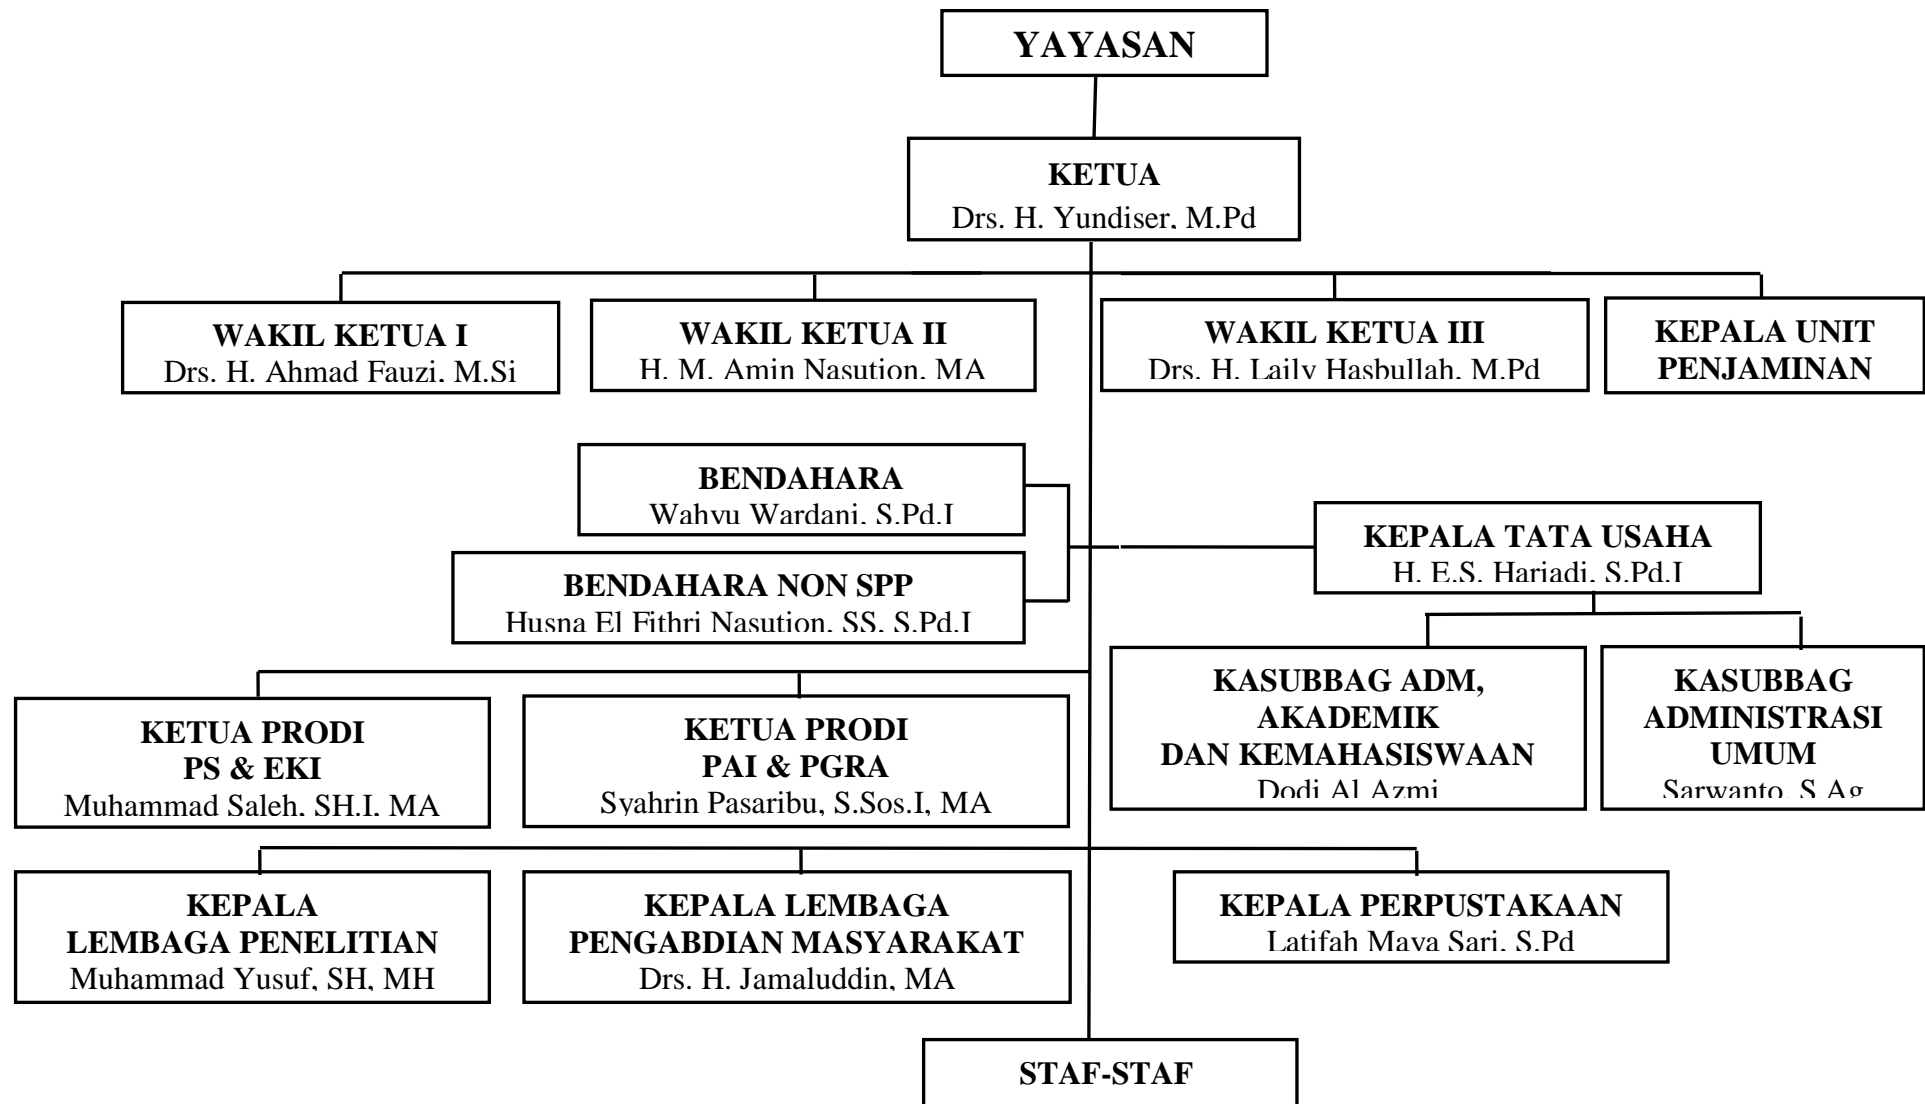 YAYASAN
KETUA
Drs. H. Yundiser, M.Pd
WAKIL KETUA I
Drs. H. Ahmad Fauzi, M.Si
WAKIL KETUA II
H. M. Amin Nasution, MA
WAKIL KETUA III
Drs. H. Laily Hasbullah, M.Pd
KEPALA UNIT
PENJAMINAN
BENDAHARA
Wahyu Wardani, S.Pd.I
KEPALA TATA USAHA
H. E.S. Hariadi, S.Pd.I
BENDAHARA NON SPP
Husna El Fithri Nasution, SS, S.Pd.I
KASUBBAG ADM,
AKADEMIK
DAN KEMAHASISWAAN
Dodi Al Azmi
KASUBBAG
ADMINISTRASI
UMUM
Sarwanto, S.Ag
KETUA PRODI
PS & EKI
Muhammad Saleh, SH.I, MA
KETUA PRODI
PAI & PGRA
Syahrin Pasaribu, S.Sos.I, MA
KEPALA
LEMBAGA PENELITIAN
Muhammad Yusuf, SH, MH
KEPALA LEMBAGA
PENGABDIAN MASYARAKAT
Drs. H. Jamaluddin, MA
KEPALA PERPUSTAKAAN
Latifah Maya Sari, S.Pd
STAF-STAF